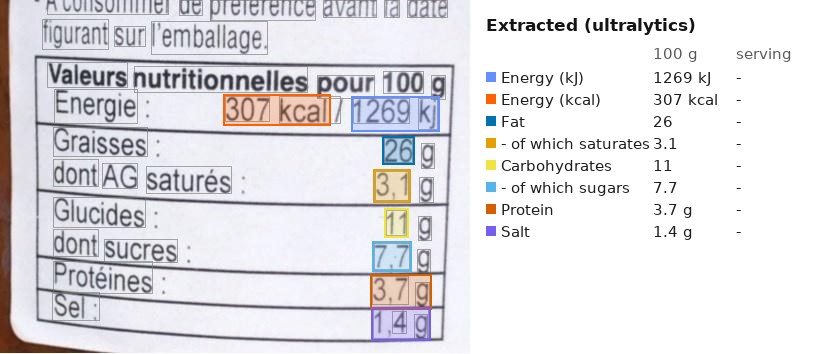 - A consommer de préférence avant la date
figurant sur l'emballage.
Valeurs nutritionnelles pour 100 g
Energie : 307 kcal / 1269 kj
Graisses : 26 g
dont AG saturés : 3,1 g
Glucides : 11 g
dont sucres : 7,7 g
Protéines : 3,7 g
Sel : 1,4 g
Extracted (ultralytics)
100 g serving
Energy (kJ) 1269 kJ -
Energy (kcal) 307 kcal -
Fat 26 -
- of which saturates 3.1 -
Carbohydrates 11 -
- of which sugars 7.7 -
Protein 3.7 g -
Salt 1.4 g -